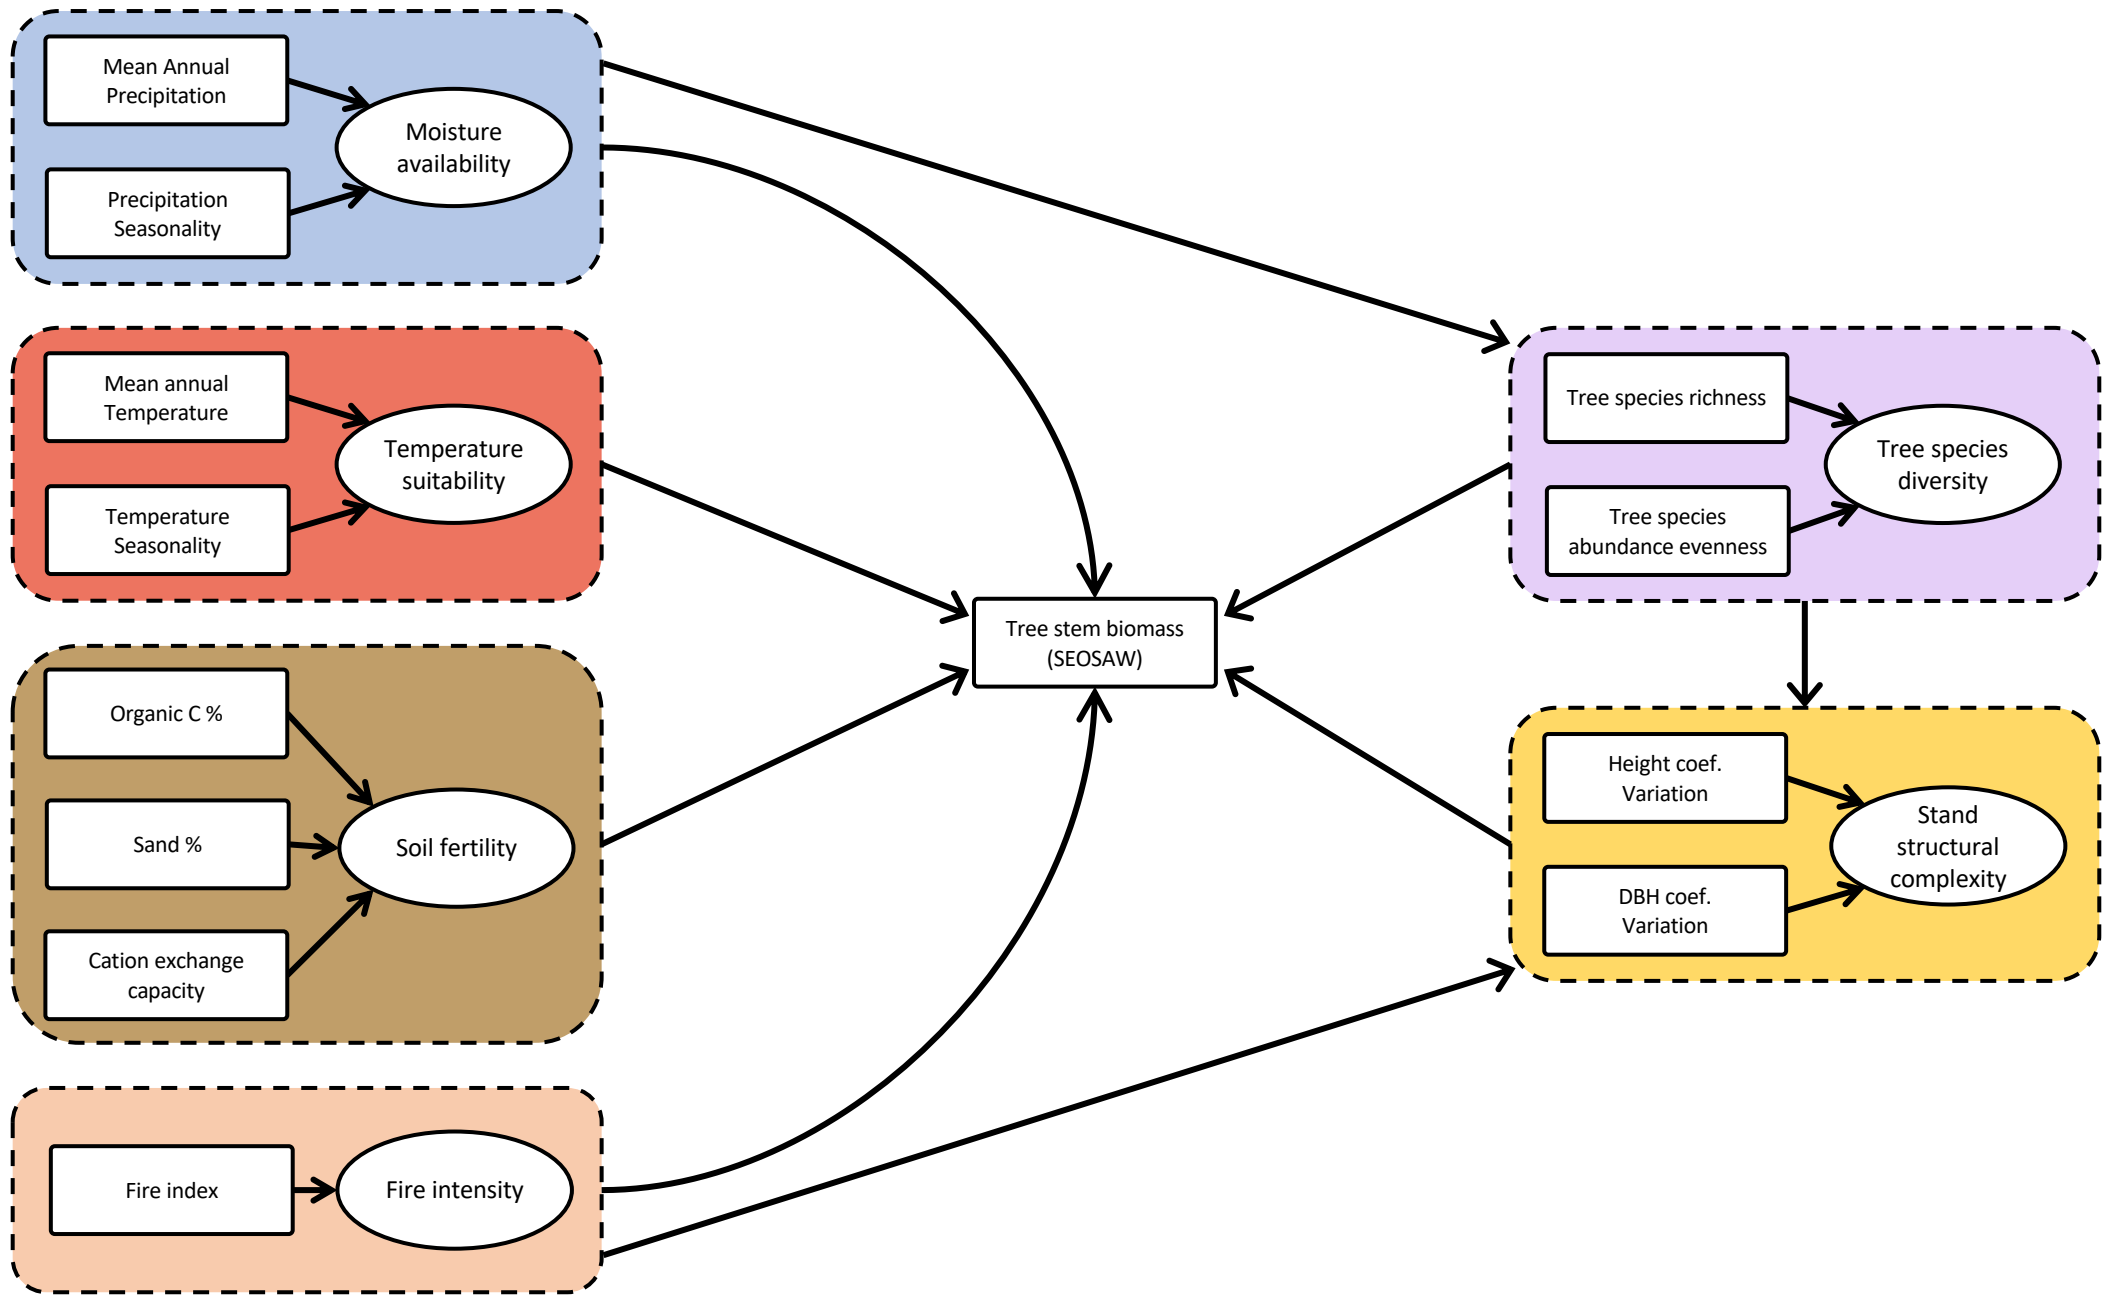 Mean Annual
Precipitation
Precipitation
Seasonality
Moisture
availability
Mean annual
Temperature
Temperature
Seasonality
Temperature
suitability
Organic C %
Sand %
Cation exchange
capacity
Soil fertility
Fire index
Fire intensity
Tree stem biomass
(SEOSAW)
Tree species richness
Tree species
abundance evenness
Tree species
diversity
Height coef.
Variation
DBH coef.
Variation
Stand
structural
complexity